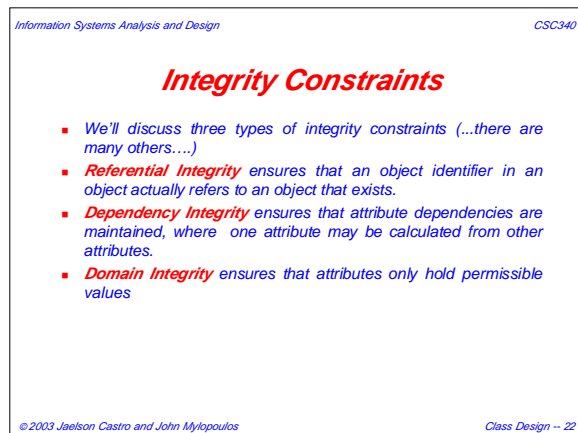 Information Systems Analysis and Design CSC340
Integrity Constraints
■ We'll discuss three types of integrity constraints (...there are
many others….)
■ Referential Integrity ensures that an object identifier in an
object actually refers to an object that exists.
■ Dependency Integrity ensures that attribute dependencies are
maintained, where one attribute may be calculated from other
attributes.
■ Domain Integrity ensures that attributes only hold permissible
values
© 2003 Jaelson Castro and John Mylopoulos Class Design -- 22